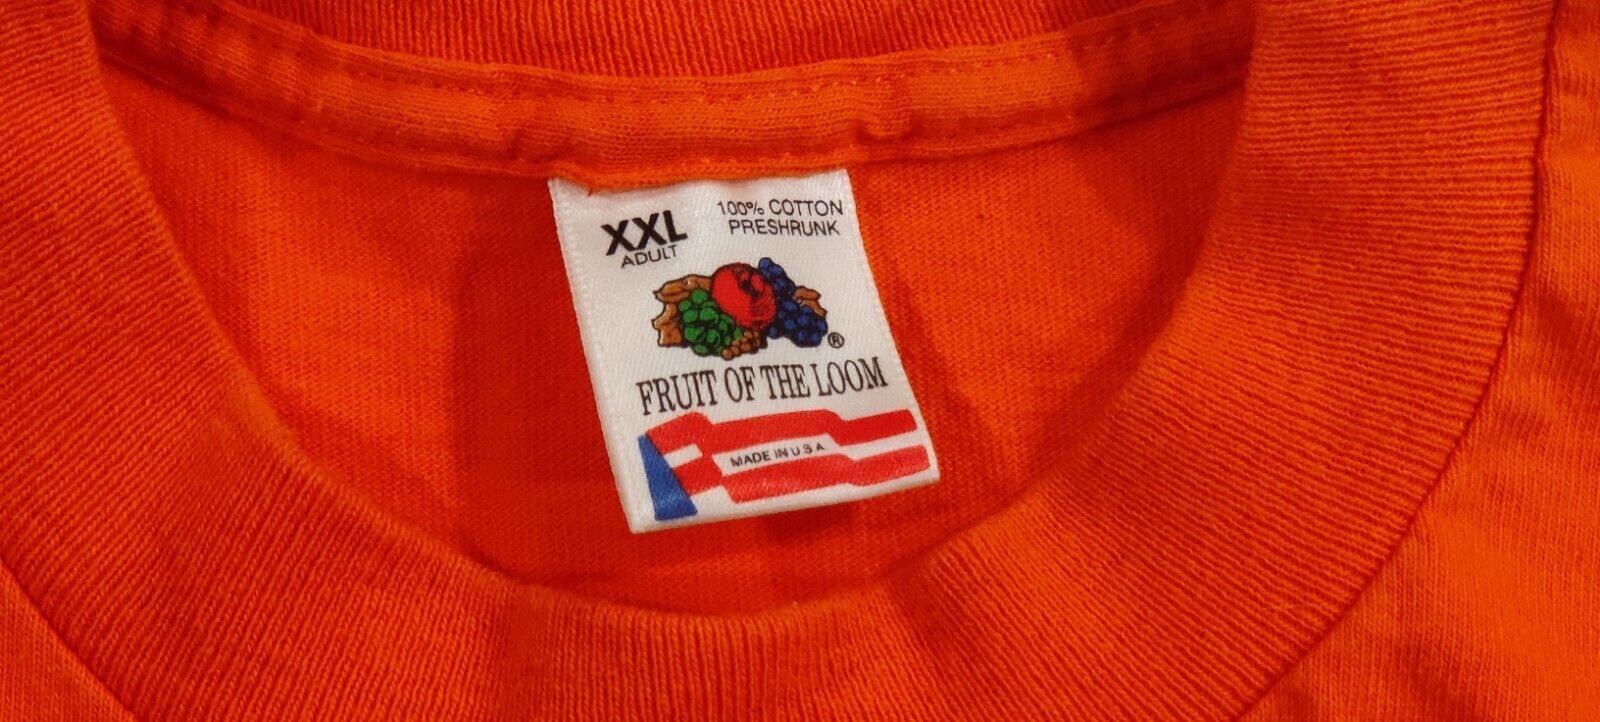 XXL
ADULT
100% COTTON
PRESHRUNK
®
FRUIT OF THE LOOM
MADE IN U.S.A.